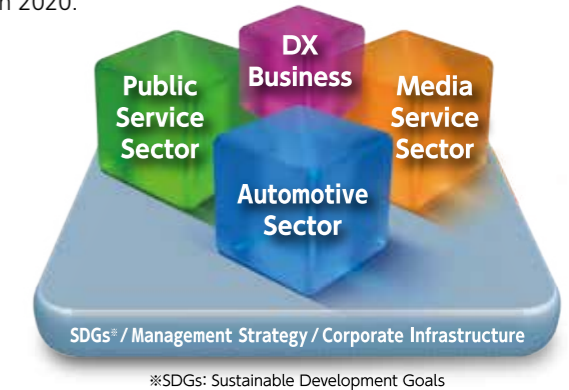 n 2020.
DX
Business
Public
Service
Sector
Media
Service
Sector
Automotive
Sector
SDGs※ / Management Strategy / Corporate Infrastructure
※SDGs: Sustainable Development Goals